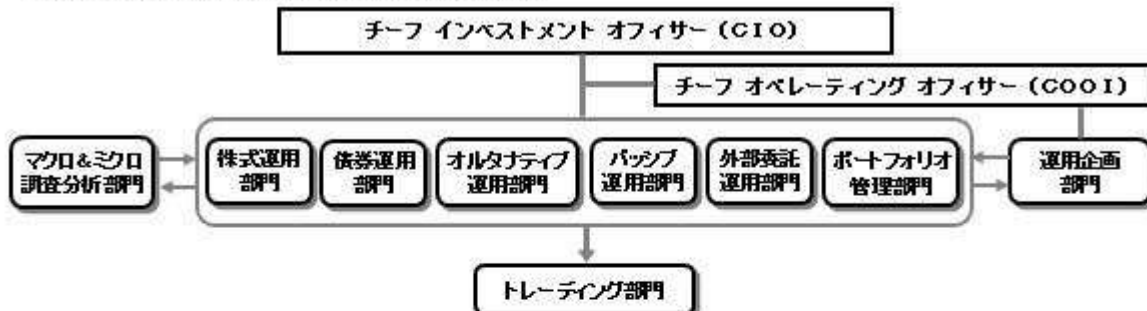 チーフ インベストメント オフィサー (CIO)
チーフ オペレーティング オフィサー (COOI)
マクロ&ミクロ
調査分析部門
株式運用
部門
債券運用
部門
オルタナティブ
運用部門
パッシブ
運用部門
外部委託
運用部門
ポートフォリオ
管理部門
運用企画
部門
トレーディング部門